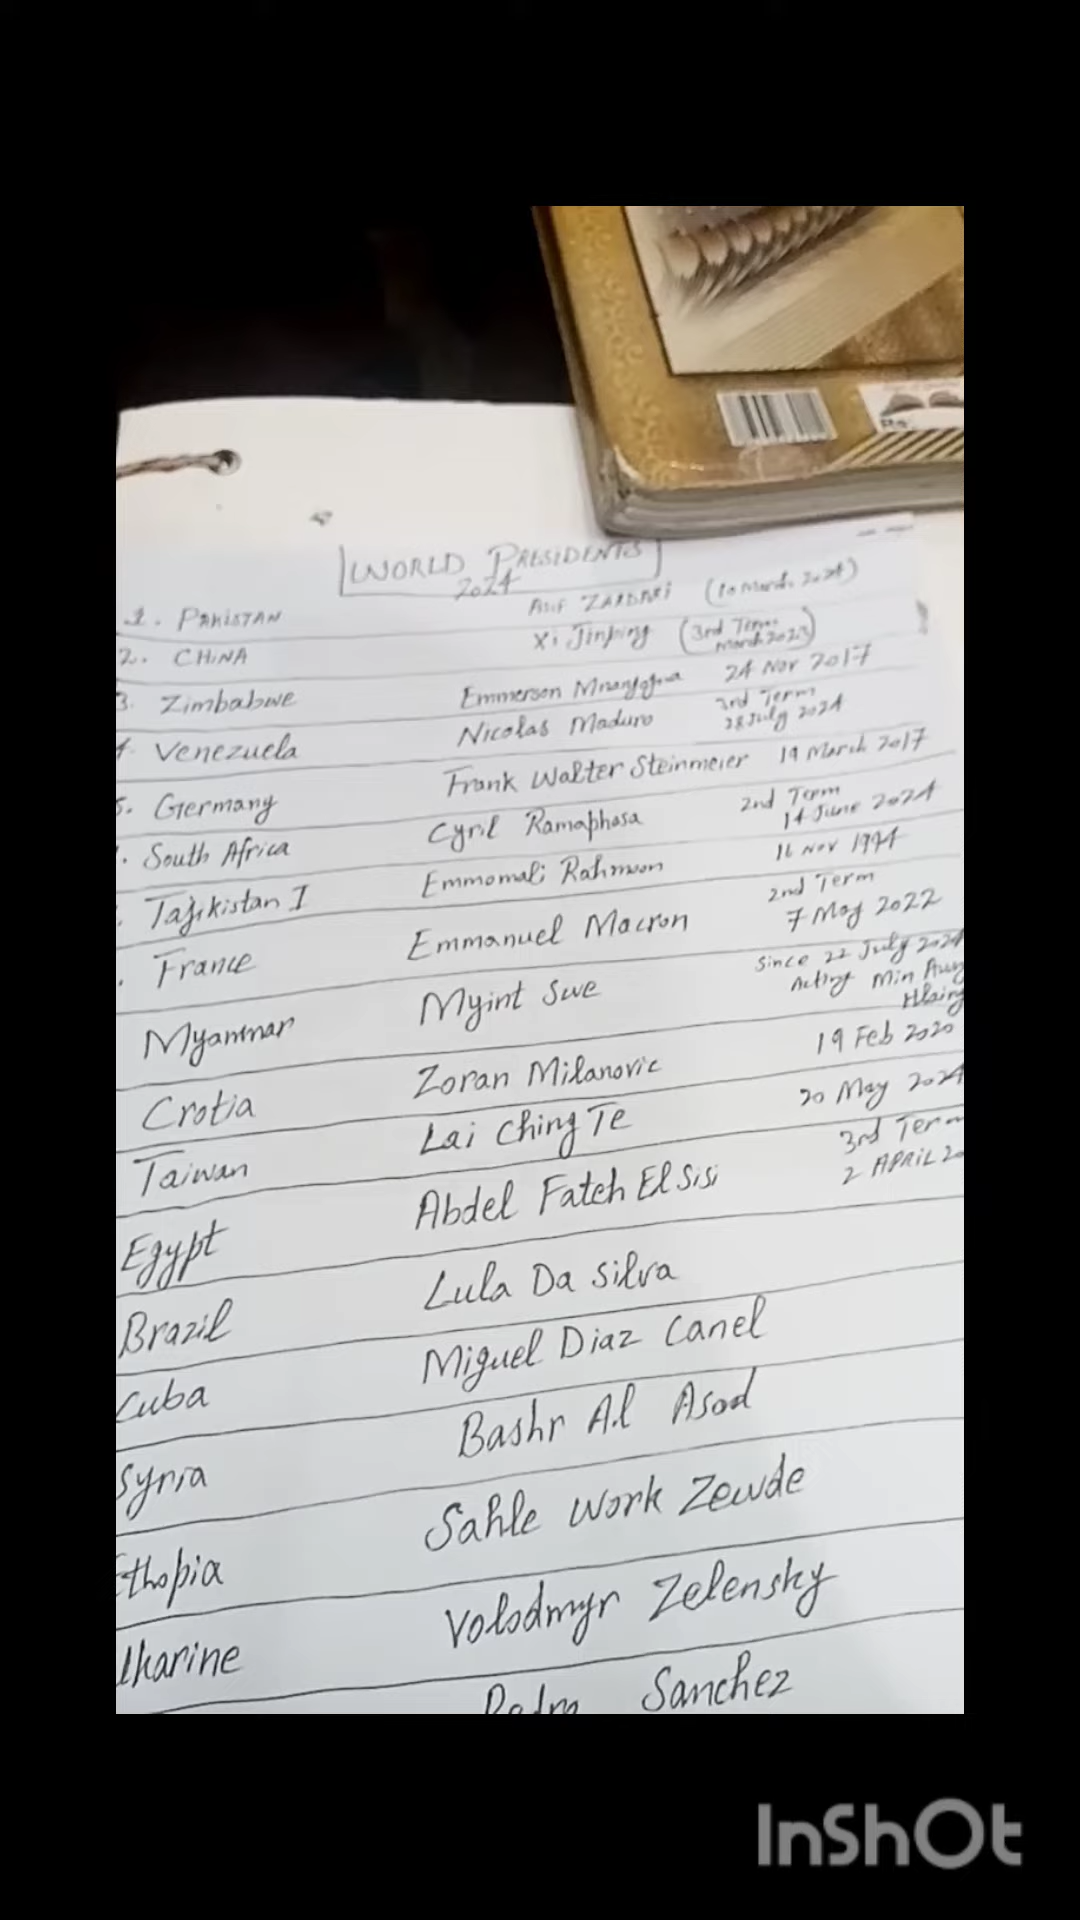 WORLD PRESIDENTS
2024
1. PAKISTAN Asif ZARDARI (10 March 2024)
2. CHINA Xi Jinping (3rd Term March 2023)
3. Zimbabwe Emmerson Mnangagwa 24 Nov 2017
4. Venezuela Nicolas Maduro 3rd Term 28 July 2024
5. Germany Frank Walter Steinmeier 19 March 2017
South Africa Cyril Ramaphosa 2nd Term 14 June 2024
Tajikistan I Emmomali Rahmon 16 Nov 1994
France Emmanuel Macron 2nd Term 7 May 2022
Myanmar Myint Swe Since 22 July 2024 Acting Min Aung Hlaing
Crotia Zoran Milanovic 19 Feb 2020
Taiwan Lai Ching Te 20 May 2024
Egypt Abdel Fateh El Sisi 3rd Term 2 APRIL 20
Brazil Lula Da Silva
Cuba Miguel Diaz Canel
Syria Bashr Al Asad
Ethopia Sahle Work Zewde
Ukarine Volodmyr Zelensky
Pedro Sanchez
InShOt